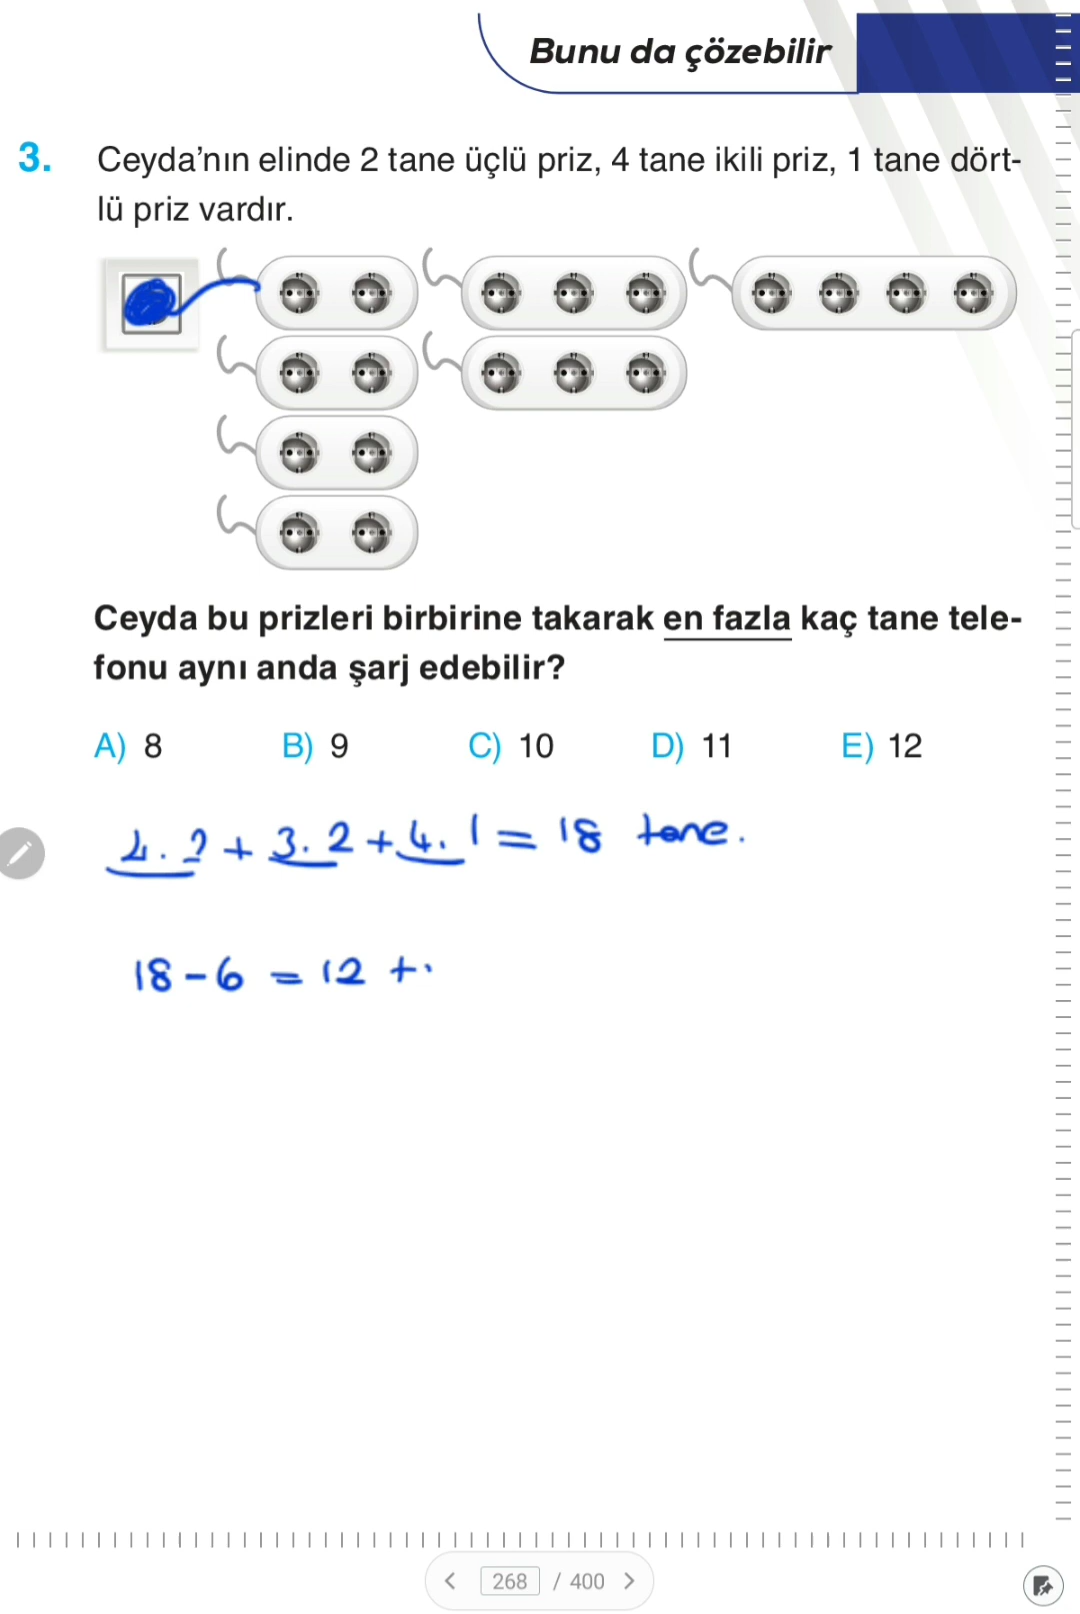 Bunu da çözebilir
3. Ceyda'nın elinde 2 tane üçlü priz, 4 tane ikili priz, 1 tane dört-
lü priz vardır.
Ceyda bu prizleri birbirine takarak en fazla kaç tane tele-
fonu aynı anda şarj edebilir?
A) 8 B) 9 C) 10 D) 11 E) 12
4.2+3.2+4.1=18 tane.
18-6=12 t.
268 / 400